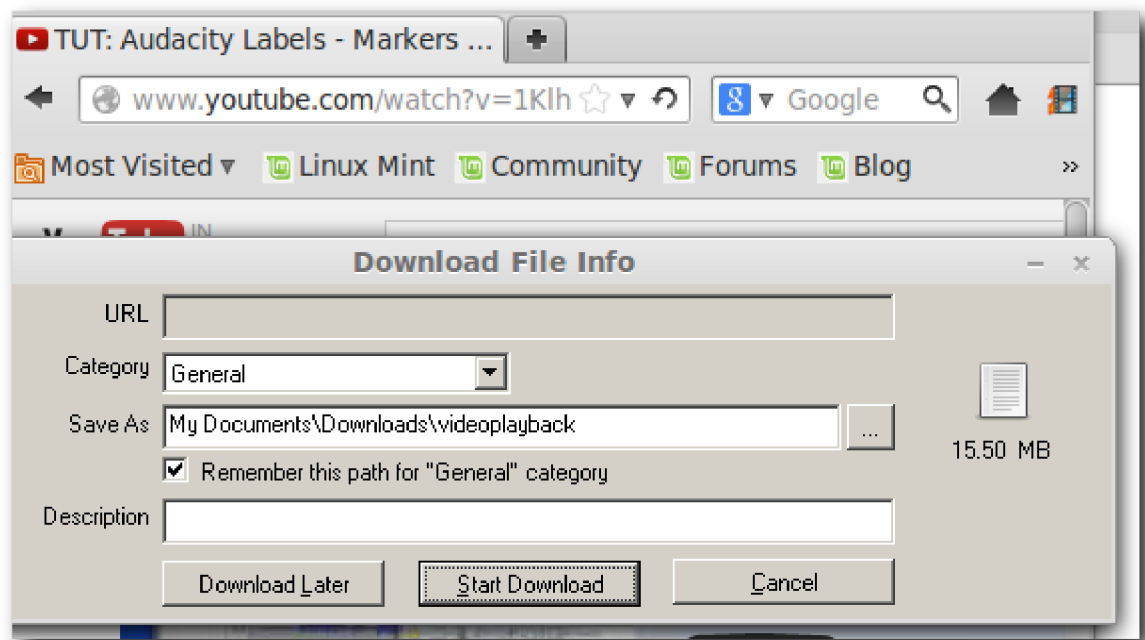 TUT: Audacity Labels - Markers ...
www.youtube.com/watch?v=1Klh
8 Google
Most Visited Linux Mint Community Forums Blog »
IN
Download File Info
URL
Category General
Save As My Documents\Downloads\videoplayback ...
15.50 MB
Remember this path for "General" category
Description
Download Later Start Download Cancel